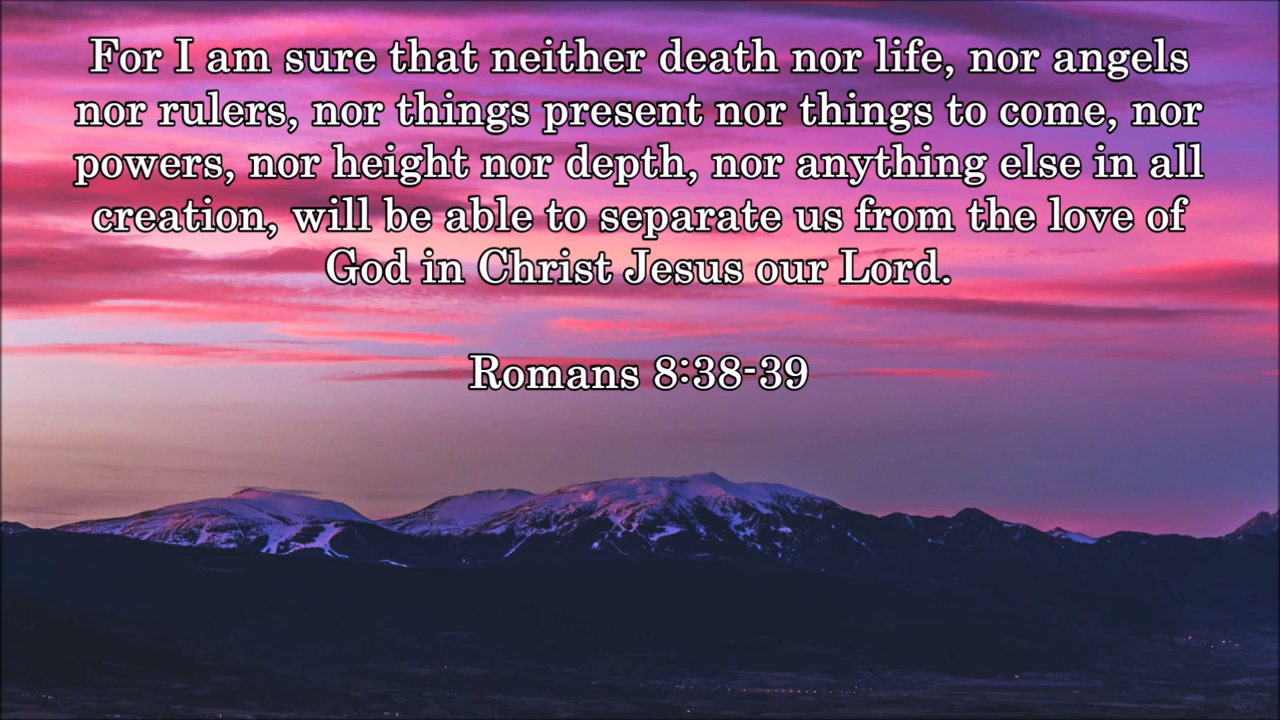 For I am sure that neither death nor life, nor angels
nor rulers, nor things present nor things to come, nor
powers, nor height nor depth, nor anything else in all
creation, will be able to separate us from the love of
God in Christ Jesus our Lord.
Romans 8:38-39